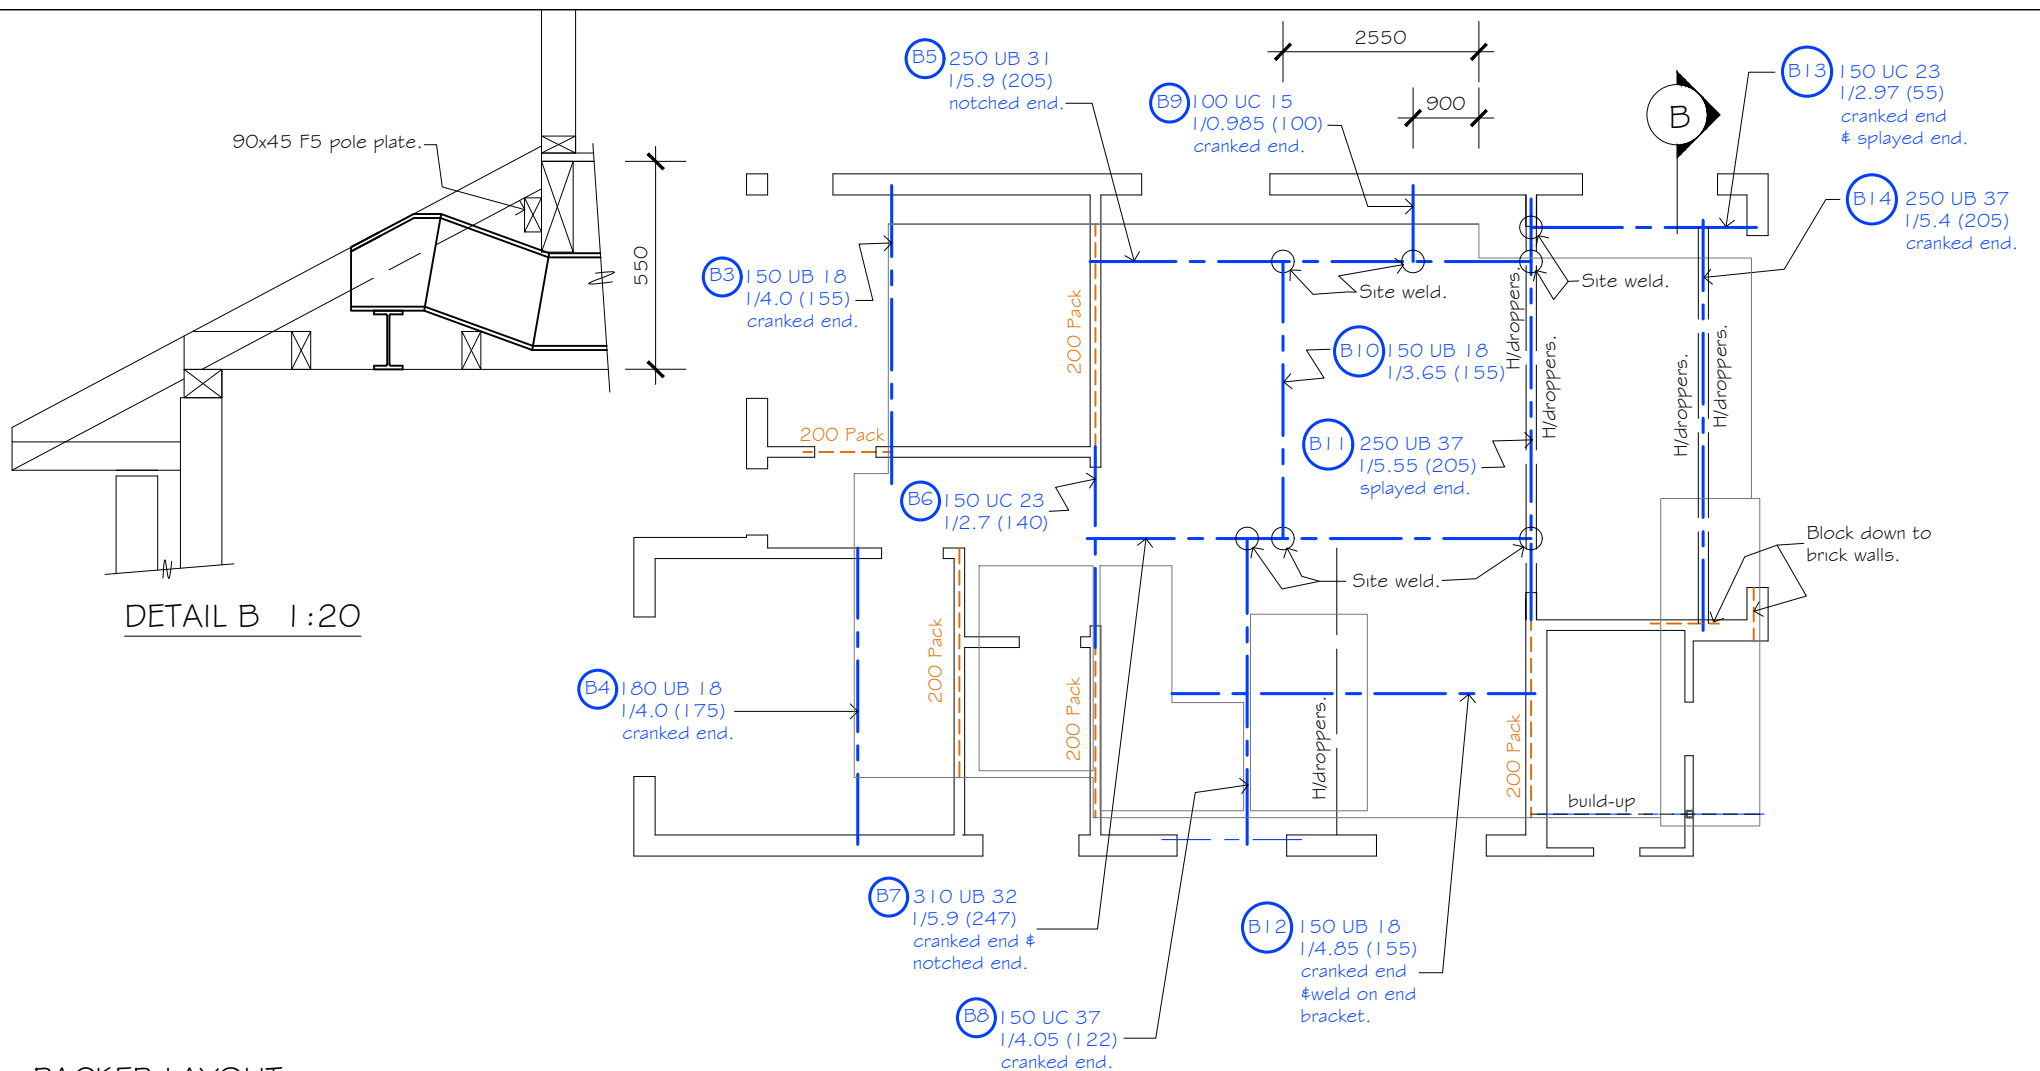 2550
B5 250 UB 31
1/5.9 (205)
notched end.
B9 100 UC 15
1/0.985 (100)
cranked end.
900
B
B13 150 UC 23
1/2.97 (55)
cranked end
& splayed end.
90x45 F5 pole plate.
B14 250 UB 37
1/5.4 (205)
cranked end.
550
B3 150 UB 18
1/4.0 (155)
cranked end.
Site weld.
Site weld.
200 Pack
H/droppers.
H/droppers.
H/droppers.
H/droppers.
B10 150 UB 18
1/3.65 (155)
200 Pack
B11 250 UB 37
1/5.55 (205)
splayed end.
B6 150 UC 23
1/2.7 (140)
Block down to
brick walls.
Site weld.
DETAIL B 1:20
200 Pack
B4 180 UB 18
1/4.0 (175)
cranked end.
200 Pack
H/droppers.
200 Pack
build-up
B7 310 UB 32
1/5.9 (247)
cranked end &
notched end.
B12 150 UB 18
1/4.85 (155)
cranked end
&weld on end
bracket.
B8 150 UC 37
1/4.05 (122)
cranked end.
PACKER LAYOUT